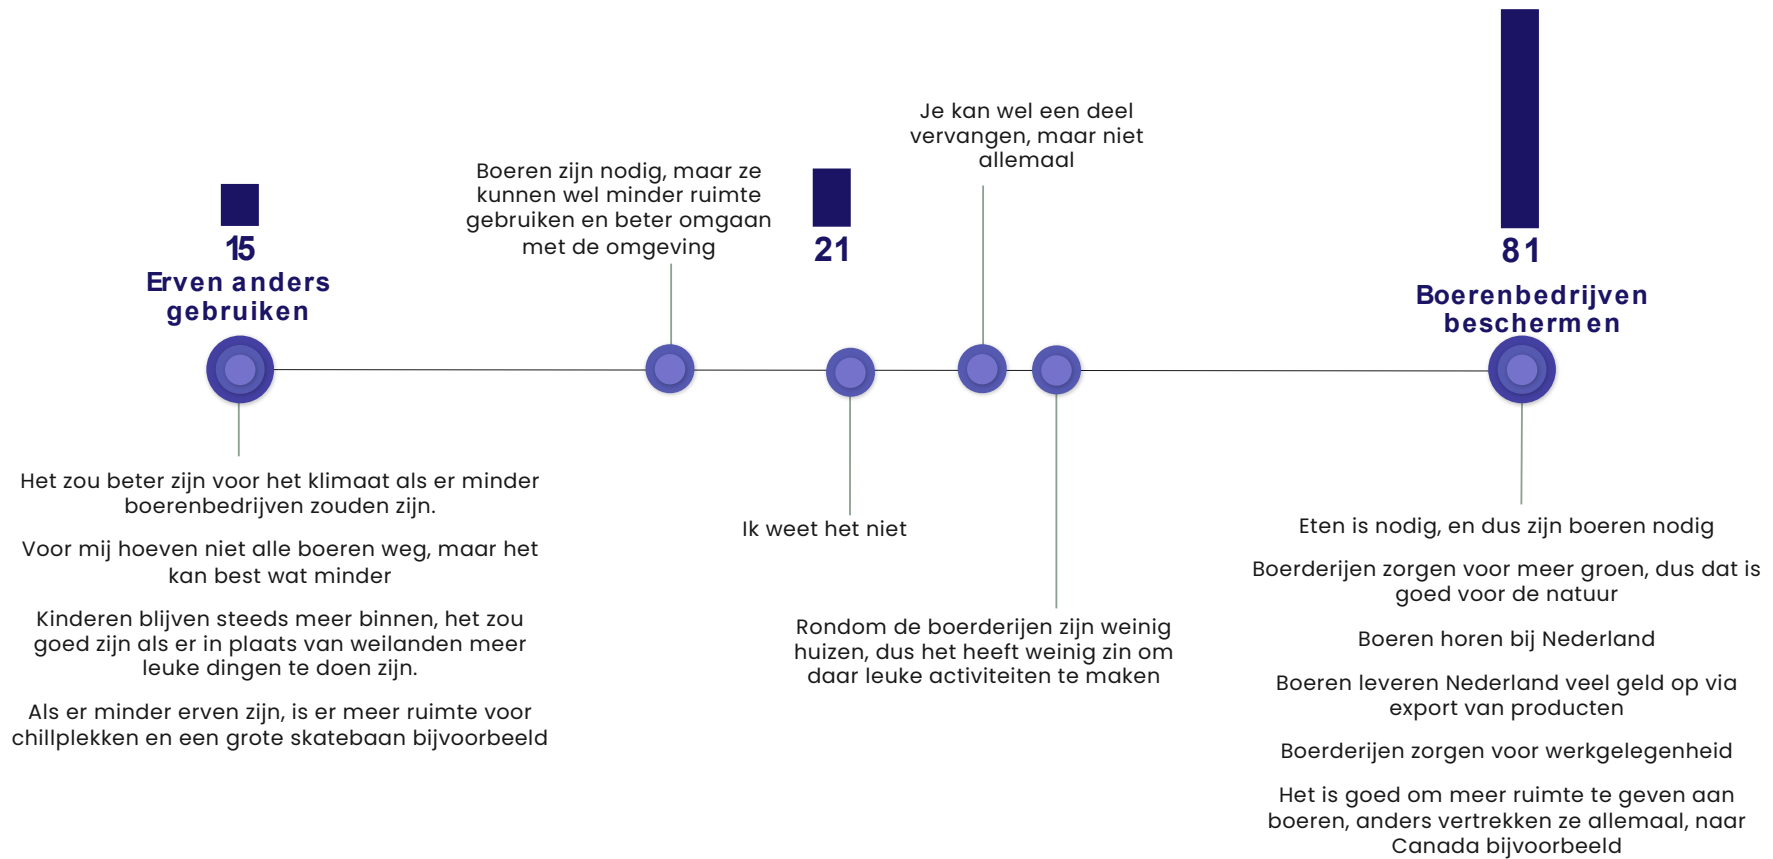 Je kan wel een deel
vervangen, maar niet
allemaal
Boeren zijn nodig, maar ze
kunnen wel minder ruimte
gebruiken en beter omgaan
met de omgeving
15
Erven anders
gebruiken
21
81
Boerenbedrijven
beschermen
Het zou beter zijn voor het klimaat als er minder
boerenbedrijven zouden zijn.
Voor mij hoeven niet alle boeren weg, maar het
kan best wat minder
Kinderen blijven steeds meer binnen, het zou
goed zijn als er in plaats van weilanden meer
leuke dingen te doen zijn.
Als er minder erven zijn, is er meer ruimte voor
chillplekken en een grote skatebaan bijvoorbeeld
Ik weet het niet
Rondom de boerderijen zijn weinig
huizen, dus het heeft weinig zin om
daar leuke activiteiten te maken
Eten is nodig, en dus zijn boeren nodig
Boerderijen zorgen voor meer groen, dus dat is
goed voor de natuur
Boeren horen bij Nederland
Boeren leveren Nederland veel geld op via
export van producten
Boerderijen zorgen voor werkgelegenheid
Het is goed om meer ruimte te geven aan
boeren, anders vertrekken ze allemaal, naar
Canada bijvoorbeeld